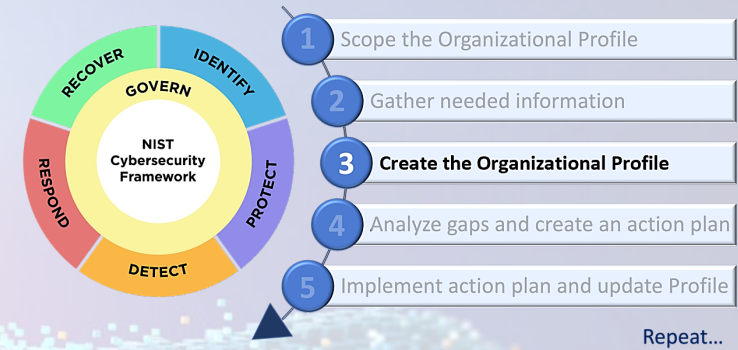 RECOVER
IDENTIFY
GOVERN
NIST
Cybersecurity
Framework
RESPOND
PROTECT
DETECT
1 Scope the Organizational Profile
2 Gather needed information
3 Create the Organizational Profile
4 Analyze gaps and create an action plan
5 Implement action plan and update Profile
Repeat...